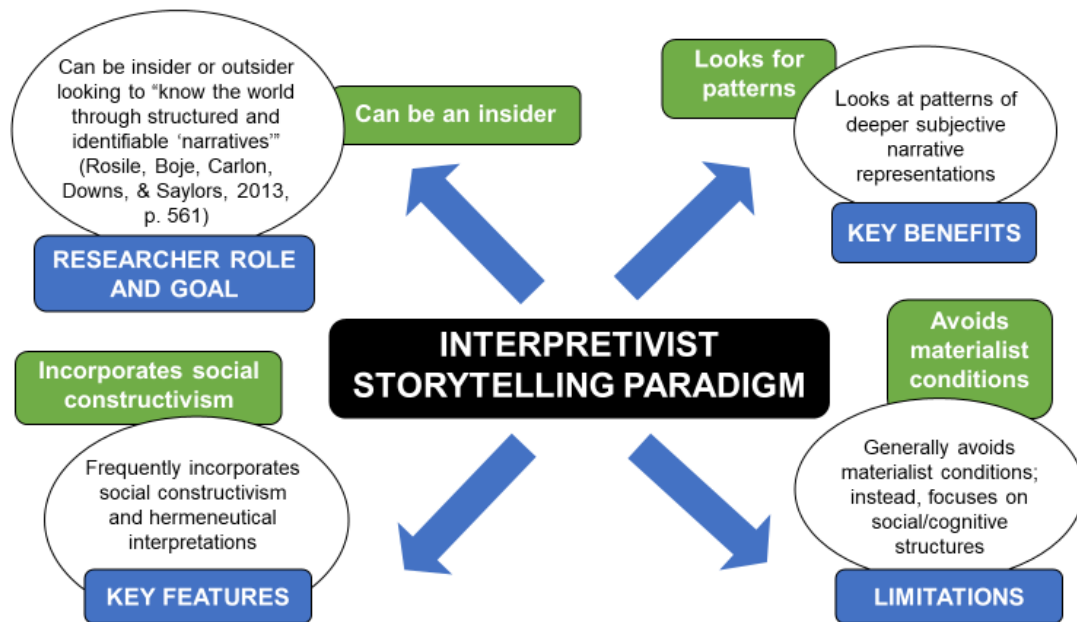 Can be insider or outsider
looking to “know the world
through structured and
identifiable ‘narratives’”
(Rosile, Boje, Carlon,
Downs, & Saylors, 2013,
p. 561)
Can be an insider
RESEARCHER ROLE
AND GOAL
Looks for
patterns
Looks at patterns of
deeper subjective
narrative
representations
KEY BENEFITS
INTERPRETIVIST
STORYTELLING PARADIGM
Incorporates social
constructivism
Frequently incorporates
social constructivism
and hermeneutical
interpretations
KEY FEATURES
Avoids
materialist
conditions
Generally avoids
materialist conditions;
instead, focuses on
social/cognitive
structures
LIMITATIONS